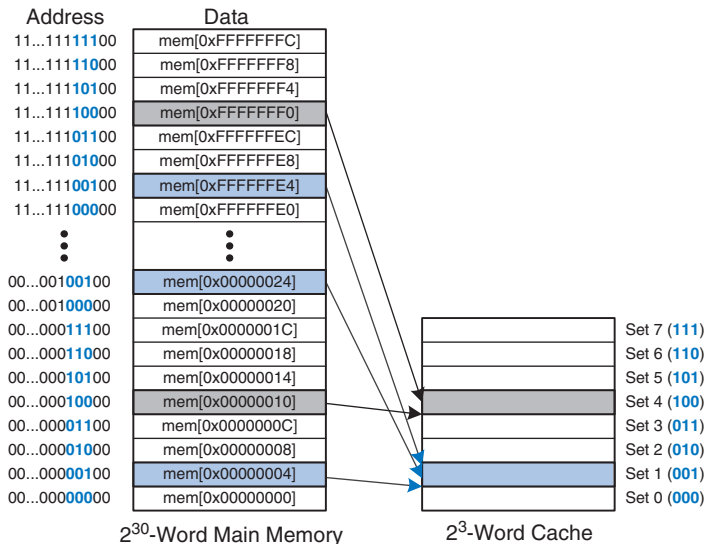 Address Data
11...11111100 mem[0xFFFFFFFC]
11...11111000 mem[0xFFFFFFF8]
11...11110100 mem[0xFFFFFFF4]
11...11110000 mem[0xFFFFFFF0]
11...11101100 mem[0xFFFFFFEC]
11...11101000 mem[0xFFFFFFE8]
11...11100100 mem[0xFFFFFFE4]
11...11100000 mem[0xFFFFFFE0]
00...00100100 mem[0x00000024]
00...00100000 mem[0x00000020]
00...00011100 mem[0x0000001C] Set 7 (111)
00...00011000 mem[0x00000018] Set 6 (110)
00...00010100 mem[0x00000014] Set 5 (101)
00...00010000 mem[0x00000010] Set 4 (100)
00...00001100 mem[0x0000000C] Set 3 (011)
00...00001000 mem[0x00000008] Set 2 (010)
00...00000100 mem[0x00000004] Set 1 (001)
00...00000000 mem[0x00000000] Set 0 (000)
2³⁰-Word Main Memory 2³-Word Cache